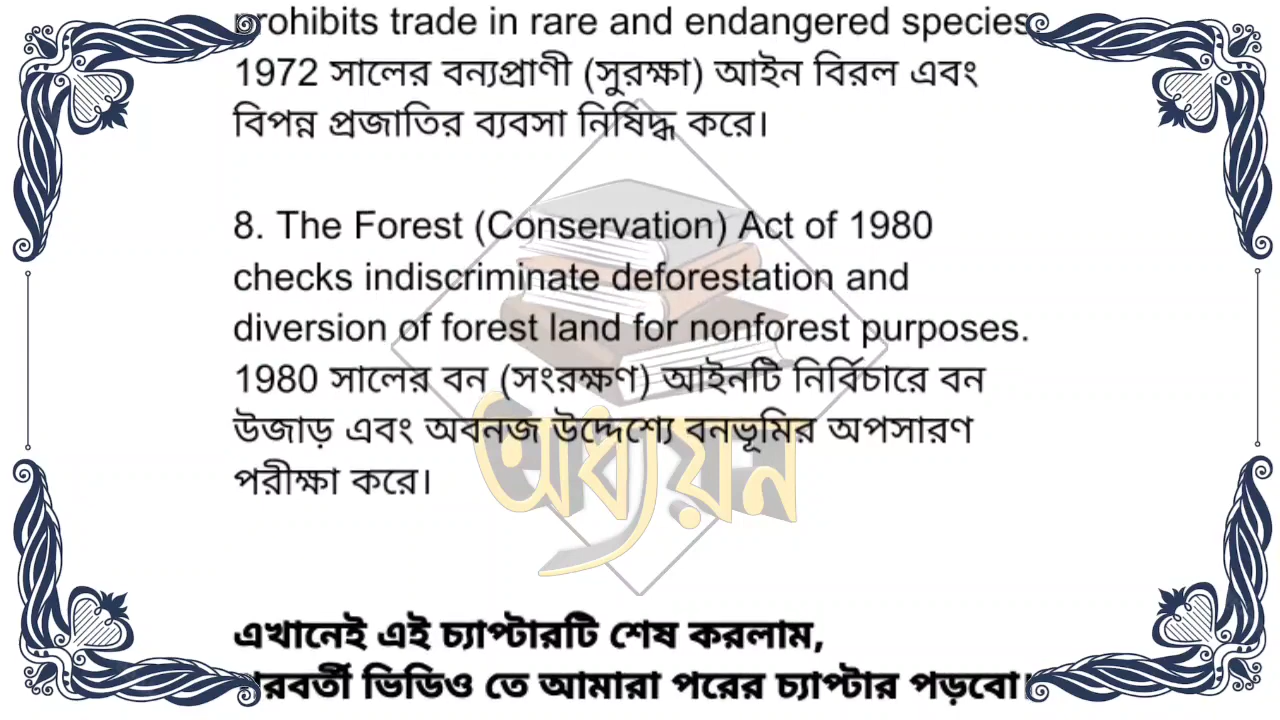 prohibits trade in rare and endangered species.
1972 সালের বন্যপ্রাণী (সুরক্ষা) আইন বিরল এবং
বিপন্ন প্রজাতির ব্যবসা নিষিদ্ধ করে।
8. The Forest (Conservation) Act of 1980
checks indiscriminate deforestation and
diversion of forest land for nonforest purposes.
1980 সালের বন (সংরক্ষণ) আইনটি নির্বিচারে বন
উজাড় এবং অবনজ উদ্দেশ্যে বনভূমির অপসারণ
পরীক্ষা করে।
অধ্যয়ন
এখানেই এই চ্যাপ্টারটি শেষ করলাম,
পরবর্তী ভিডিও তে আমারা পরের চ্যাপ্টার পড়বো।